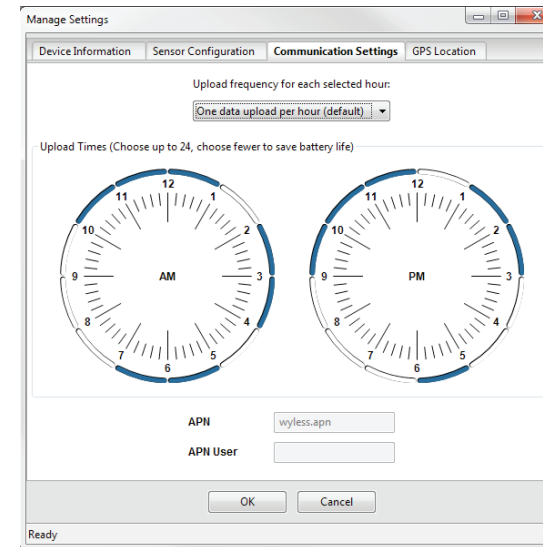 Manage Settings
Device Information Sensor Configuration Communication Settings GPS Location
Upload frequency for each selected hour:
One data upload per hour (default)
Upload Times (Choose up to 24, choose fewer to save battery life)
12
11 1
10 2
9 AM 3
8 4
7 5
6
12
11 1
10 2
9 PM 3
8 4
7 5
6
APN wyless.apn
APN User
OK Cancel
Ready